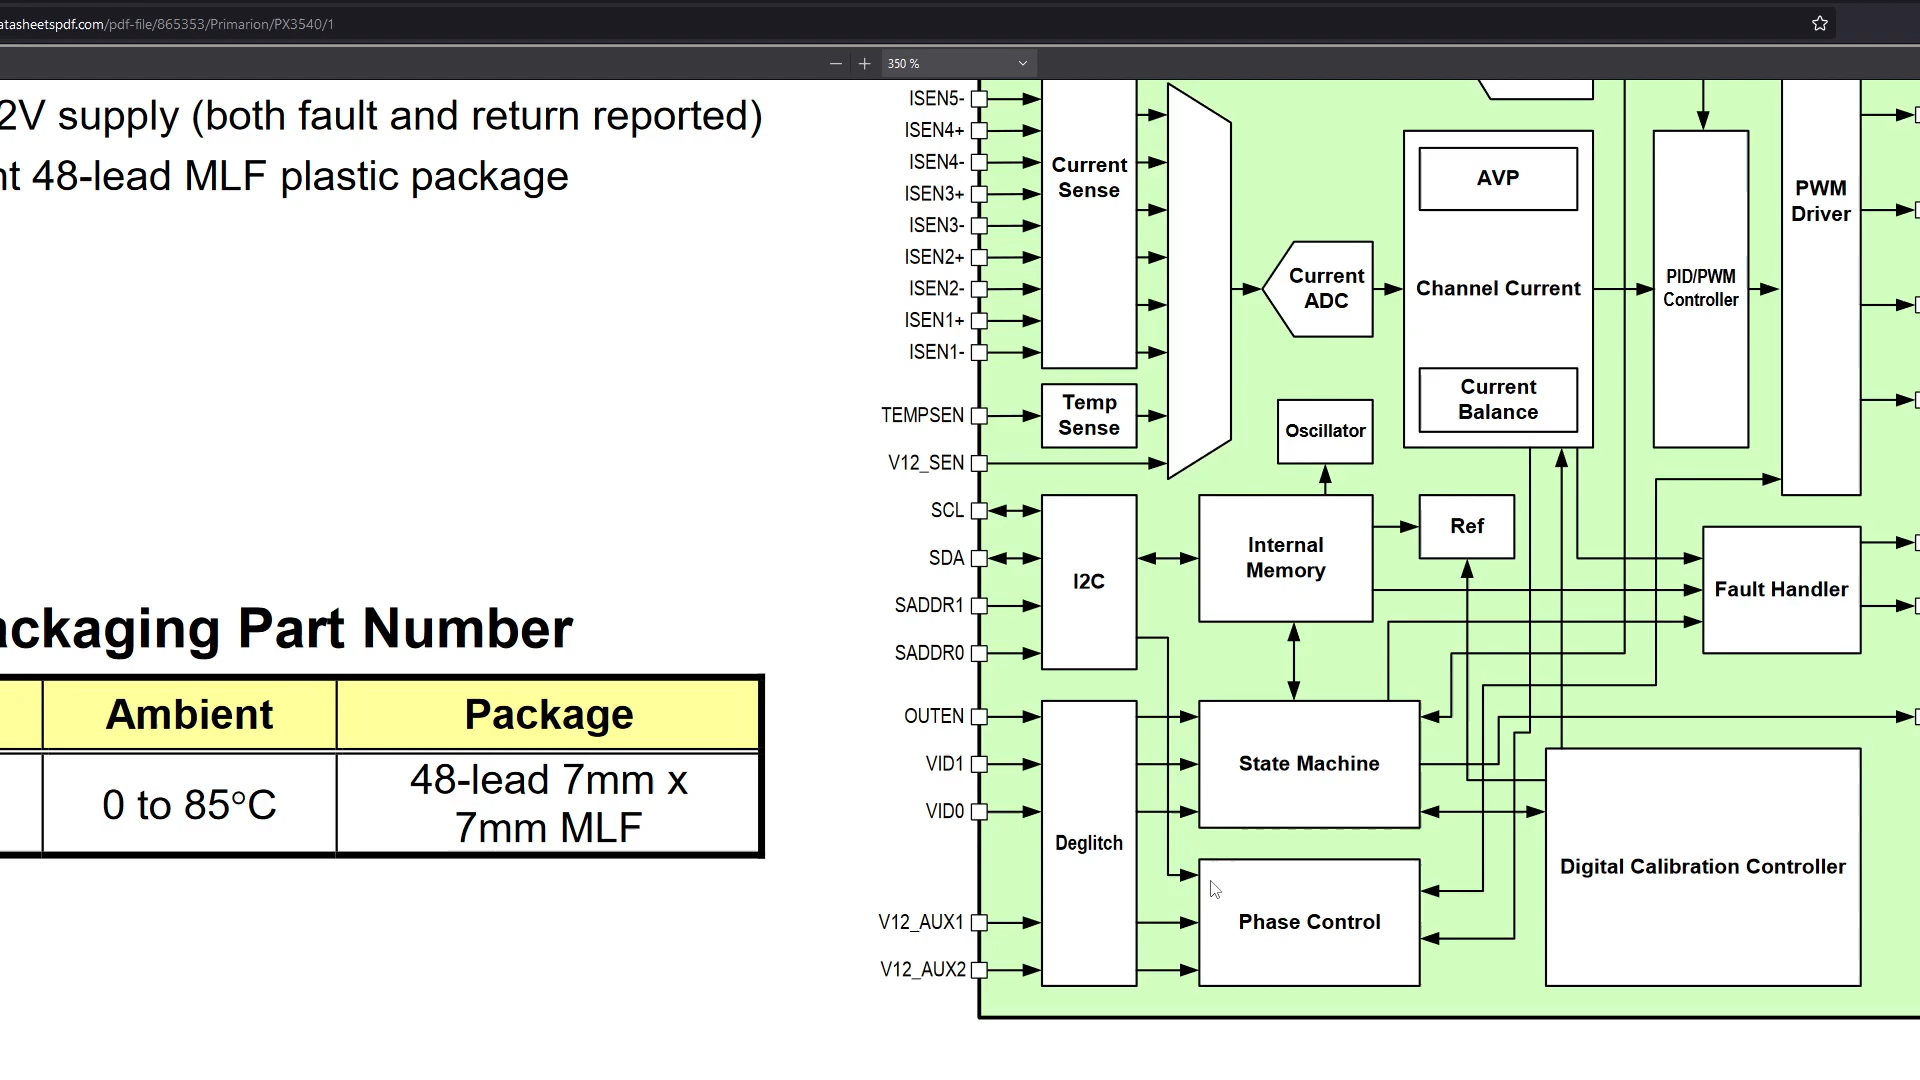 atasheetspdf.com/pdf-file/865353/Primarion/PX3540/1
350 %
2V supply (both fault and return reported)
nt 48-lead MLF plastic package
ackaging Part Number
Ambient
Package
0 to 85°C
48-lead 7mm x
7mm MLF
ISEN5-
ISEN4+
ISEN4-
ISEN3+
ISEN3-
ISEN2+
ISEN2-
ISEN1+
ISEN1-
TEMPSEN
V12_SEN
SCL
SDA
SADDR1
SADDR0
OUTEN
VID1
VID0
V12_AUX1
V12_AUX2
Current
Sense
Temp
Sense
I2C
Deglitch
Current
ADC
Oscillator
Internal
Memory
State Machine
Phase Control
AVP
Channel Current
Current
Balance
Ref
PID/PWM
Controller
PWM
Driver
Fault Handler
Digital Calibration Controller